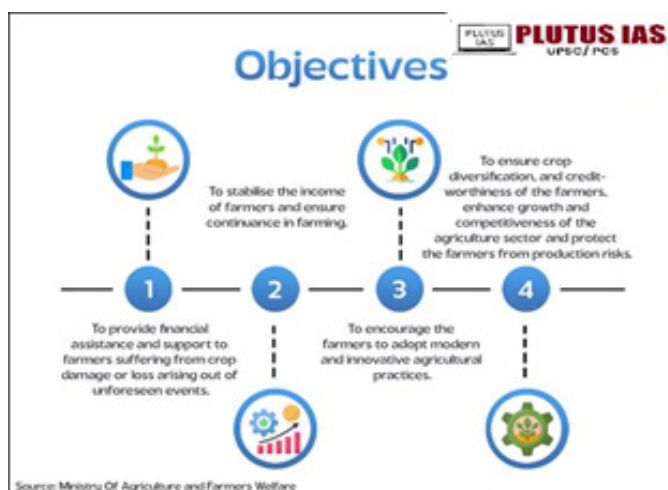 PLUTUS IAS
PLUTUS IAS
UPSC/PCS
Objectives
1
To provide financial
assistance and support to
farmers suffering from crop
damage or loss arising out of
unforeseen events.
To stabilise the income
of farmers and ensure
continuance in farming.
2
3
To encourage the
farmers to adopt modern
and innovative agricultural
practices.
To ensure crop
diversification, and credit-
worthiness of the farmers,
enhance growth and
competitiveness of the
agriculture sector and protect
the farmers from production risks.
4
Source: Ministry Of Agriculture and Farmers Welfare